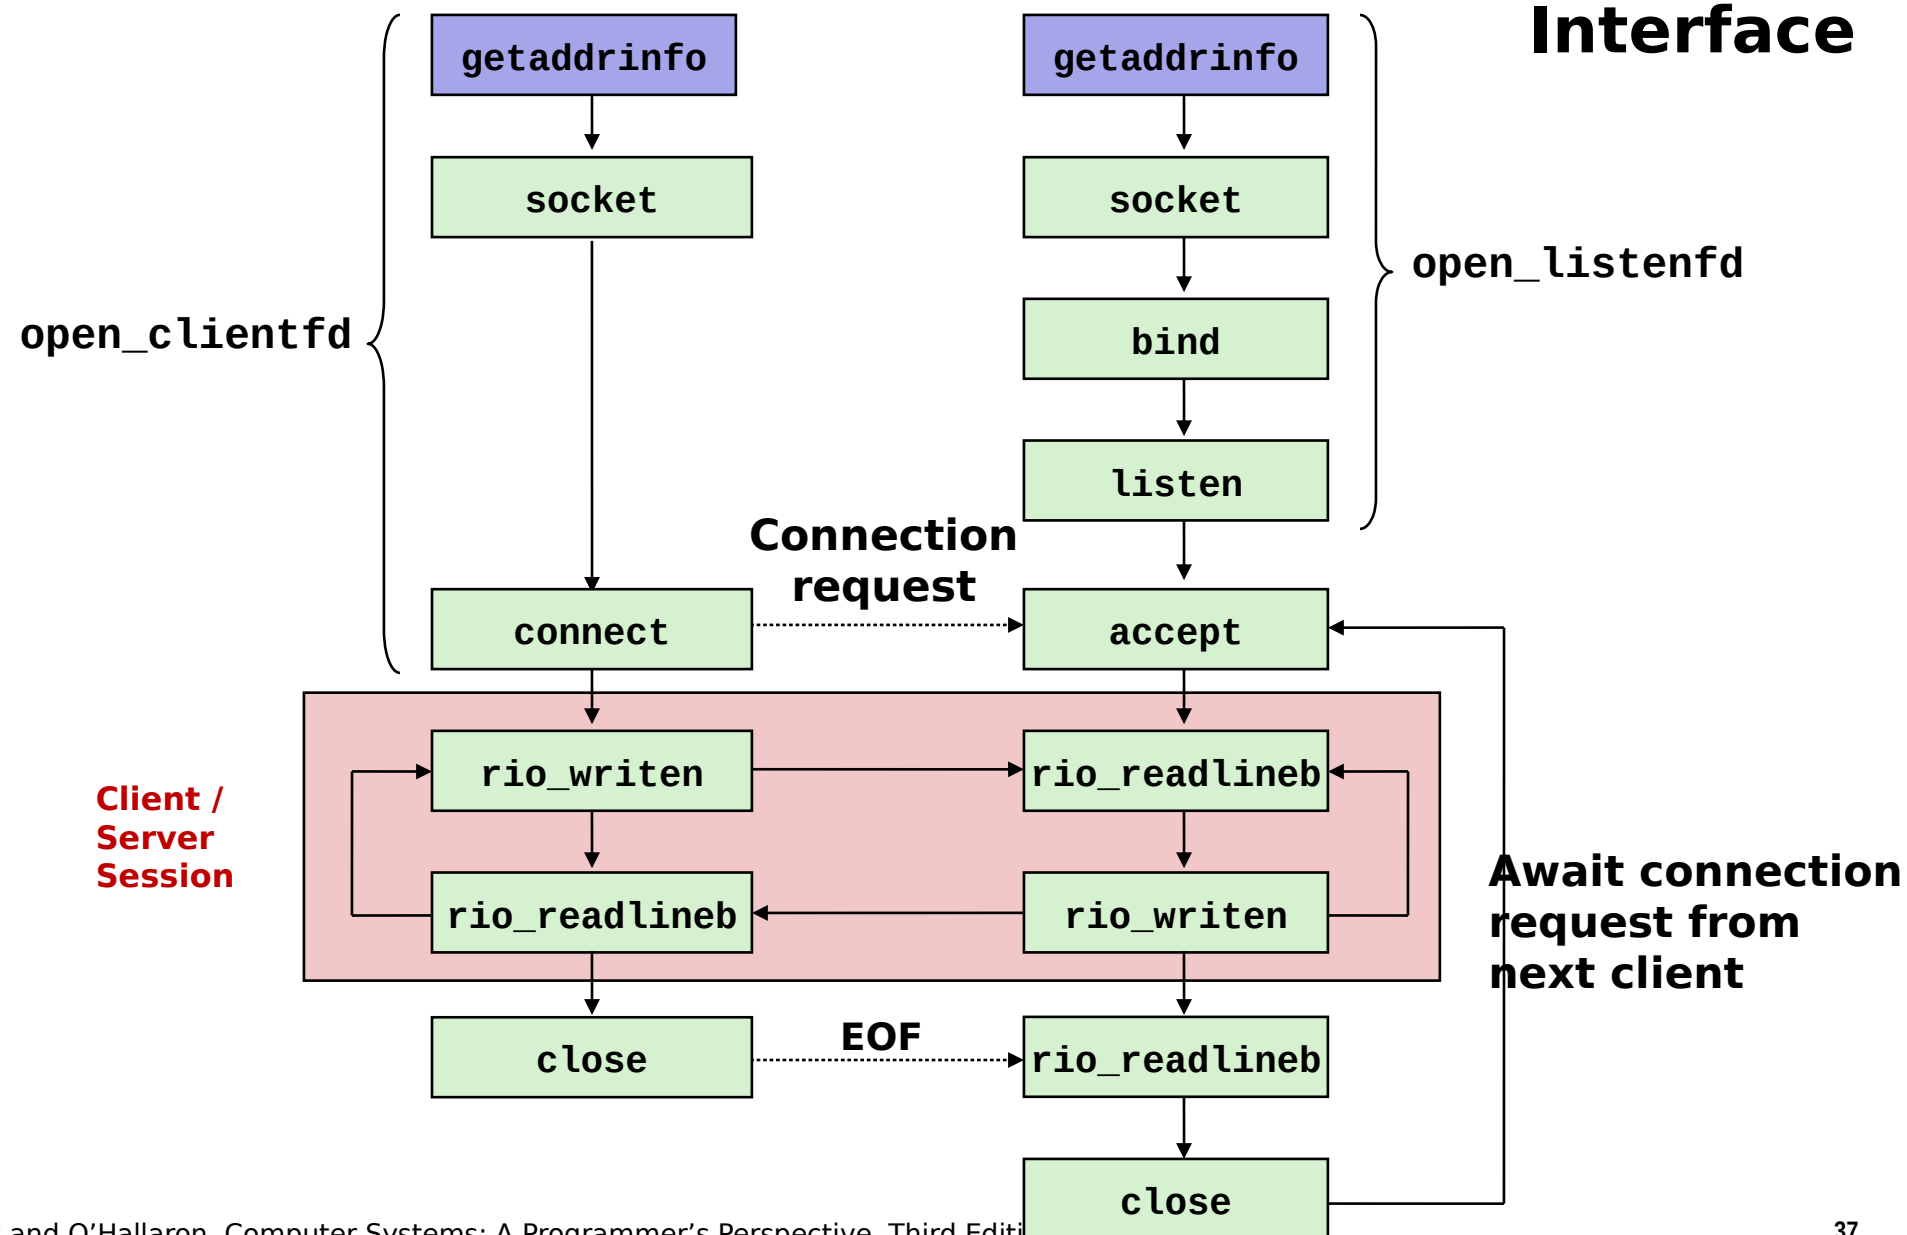 Interface
getaddrinfo
getaddrinfo
socket
socket
open_listenfd
bind
open_clientfd
listen
Connection
request
connect
accept
rio_writen
rio_readlineb
Client /
Server
Session
Await connection
request from
next client
rio_readlineb
rio_writen
EOF
close
rio_readlineb
close
and O’Hallaron, Computer Systems: A Programmer’s Perspective, Third Editi
37